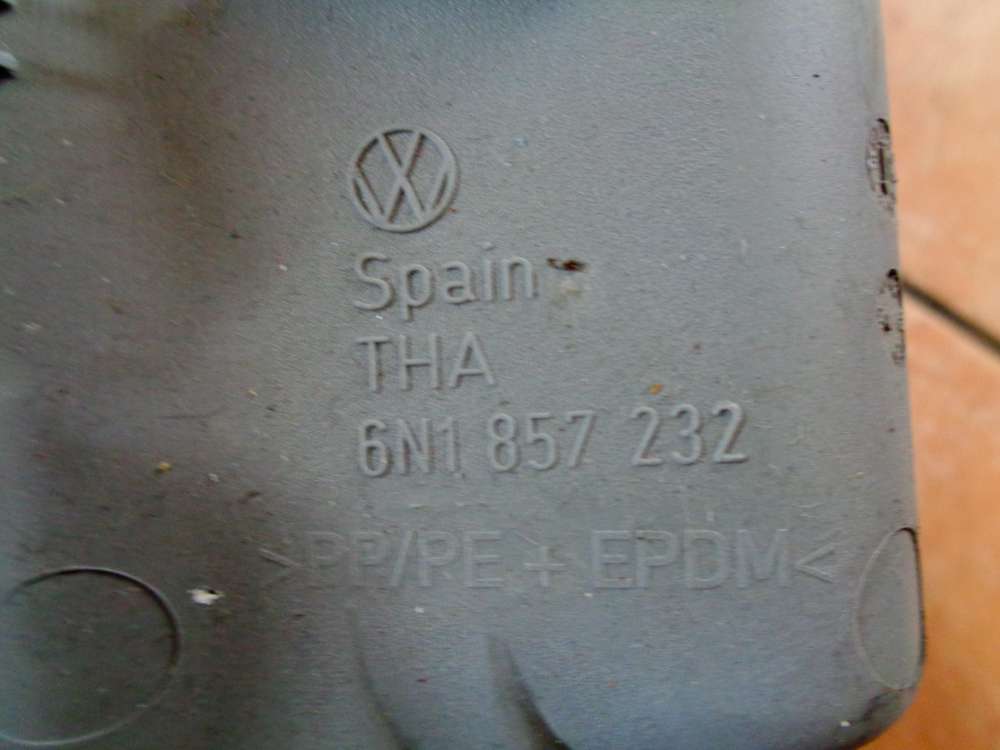 Spain
THA
6N1 857 232
>PP/PE + EPDM<